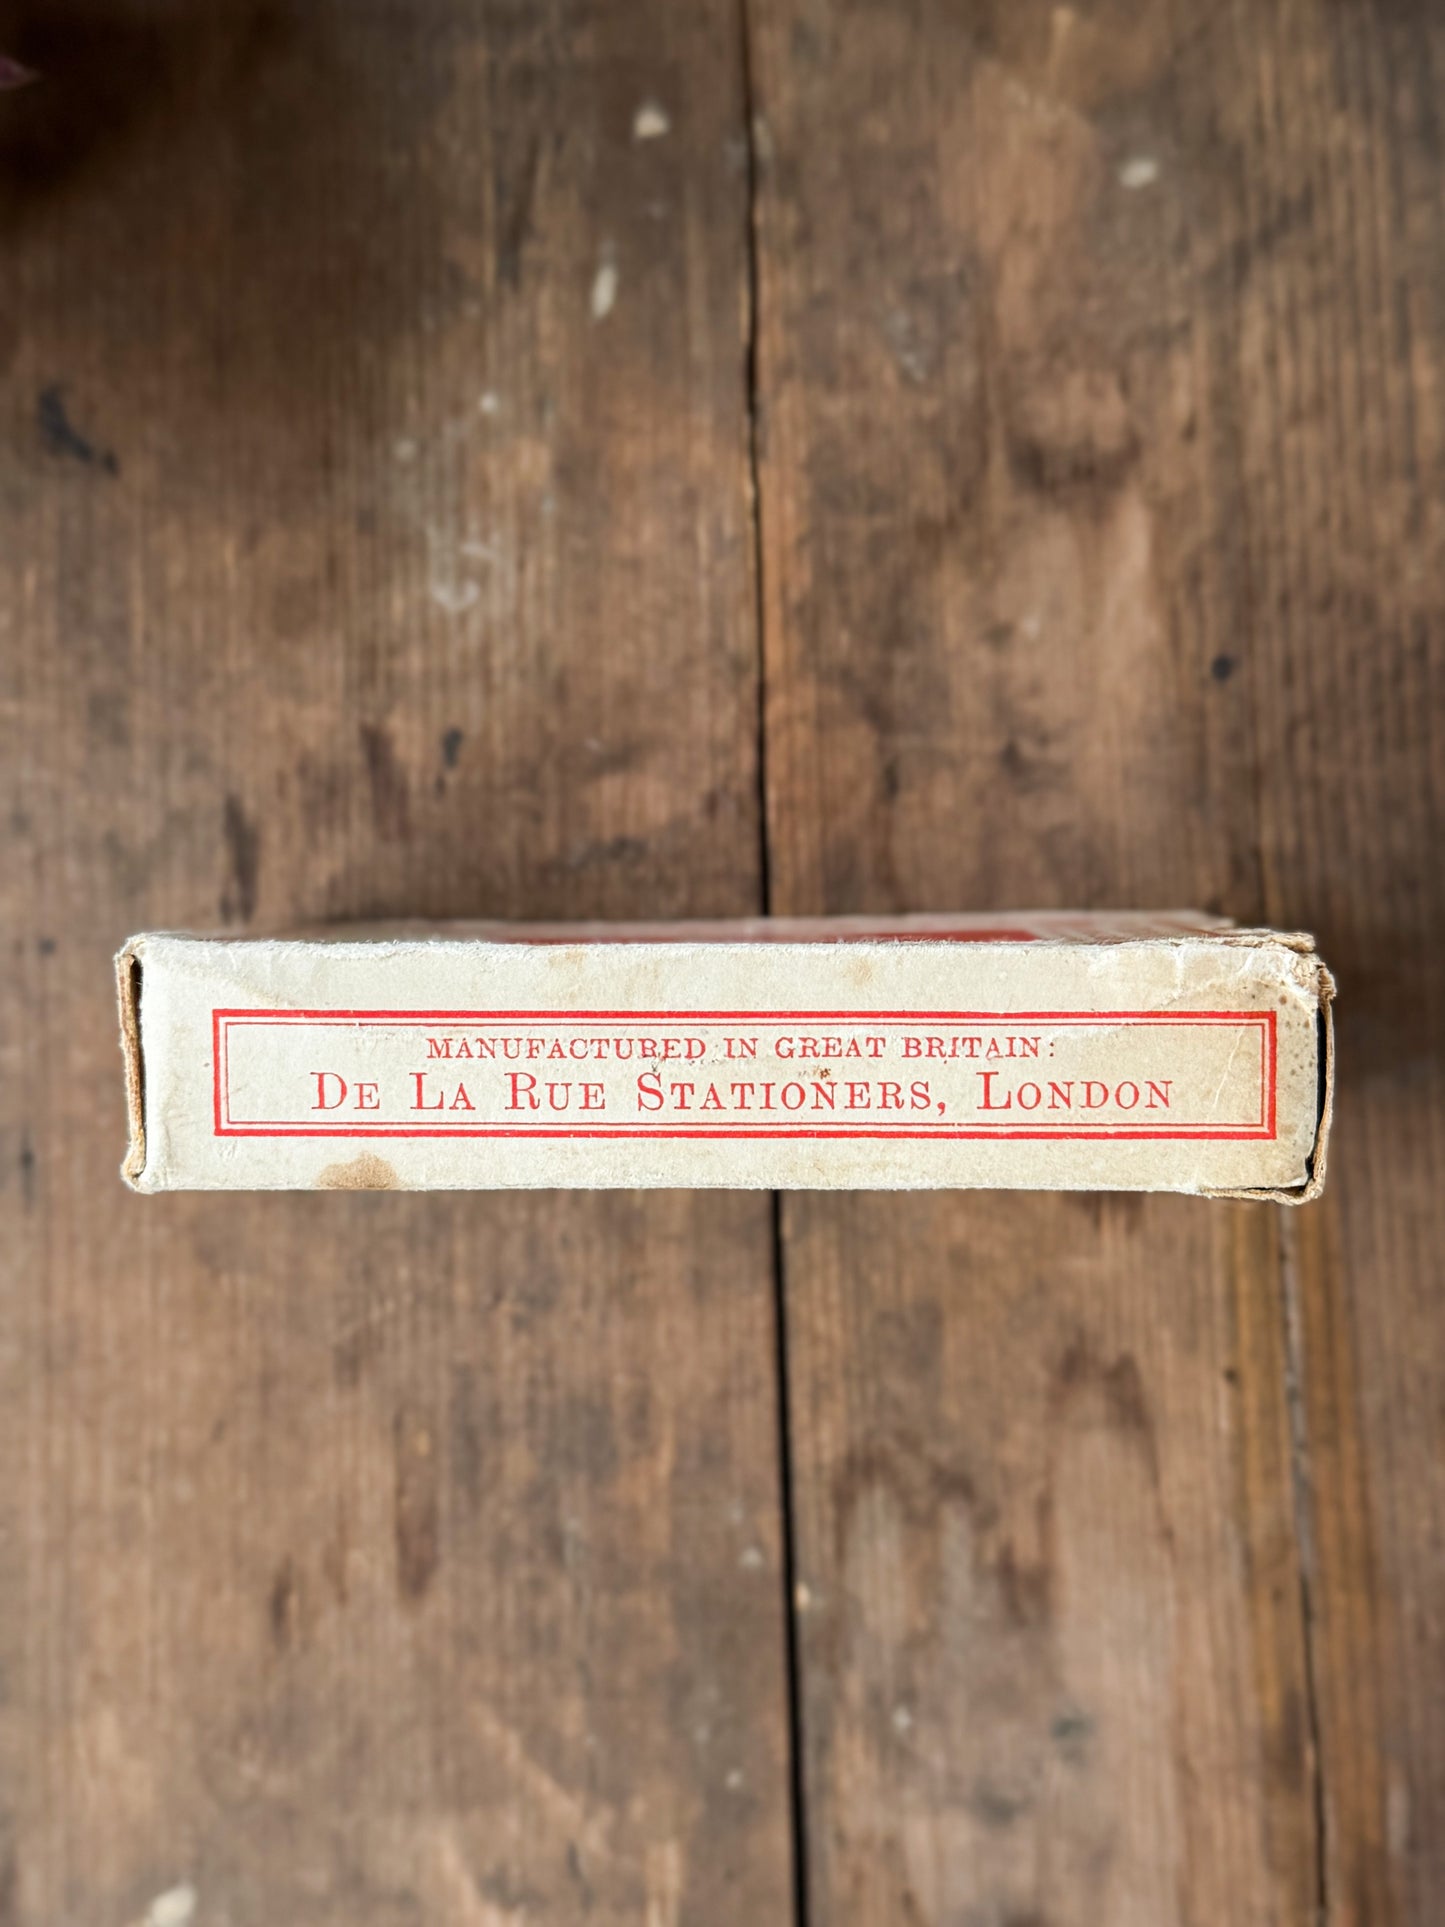 MANUFACTURED IN GREAT BRITAIN:
DE LA RUE STATIONERS, LONDON